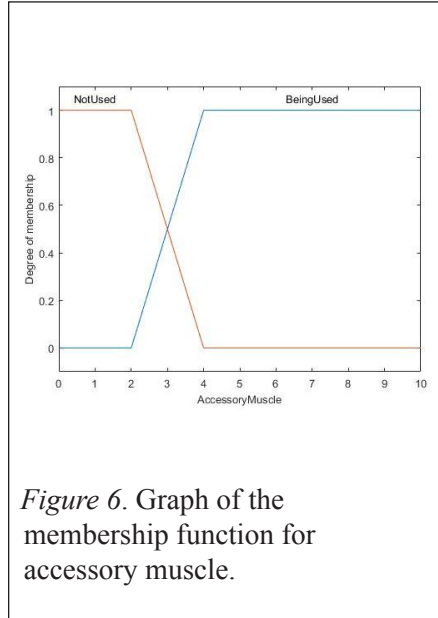 NotUsed BeingUsed
1
0.8
0.6
0.4
0.2
0
Degree of membership
0 1 2 3 4 5 6 7 8 9 10
AccessoryMuscle
Figure 6. Graph of the
membership function for
accessory muscle.